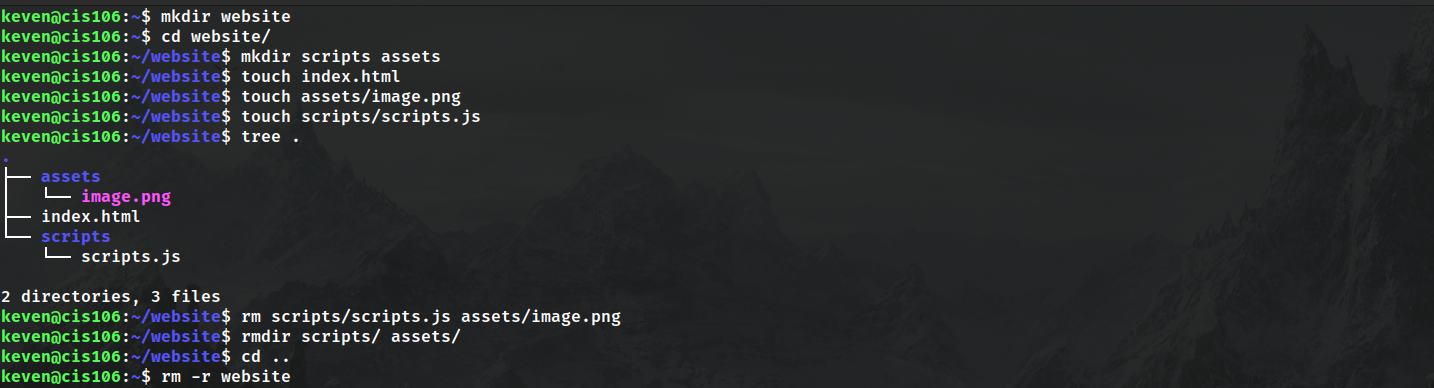 keven@cis106:~$ mkdir website
keven@cis106:~$ cd website/
keven@cis106:~/website$ mkdir scripts assets
keven@cis106:~/website$ touch index.html
keven@cis106:~/website$ touch assets/image.png
keven@cis106:~/website$ touch scripts/scripts.js
keven@cis106:~/website$ tree .
.
├── assets
│   └── image.png
├── index.html
└── scripts
    └── scripts.js
2 directories, 3 files
keven@cis106:~/website$ rm scripts/scripts.js assets/image.png
keven@cis106:~/website$ rmdir scripts/ assets/
keven@cis106:~/website$ cd ..
keven@cis106:~$ rm -r website